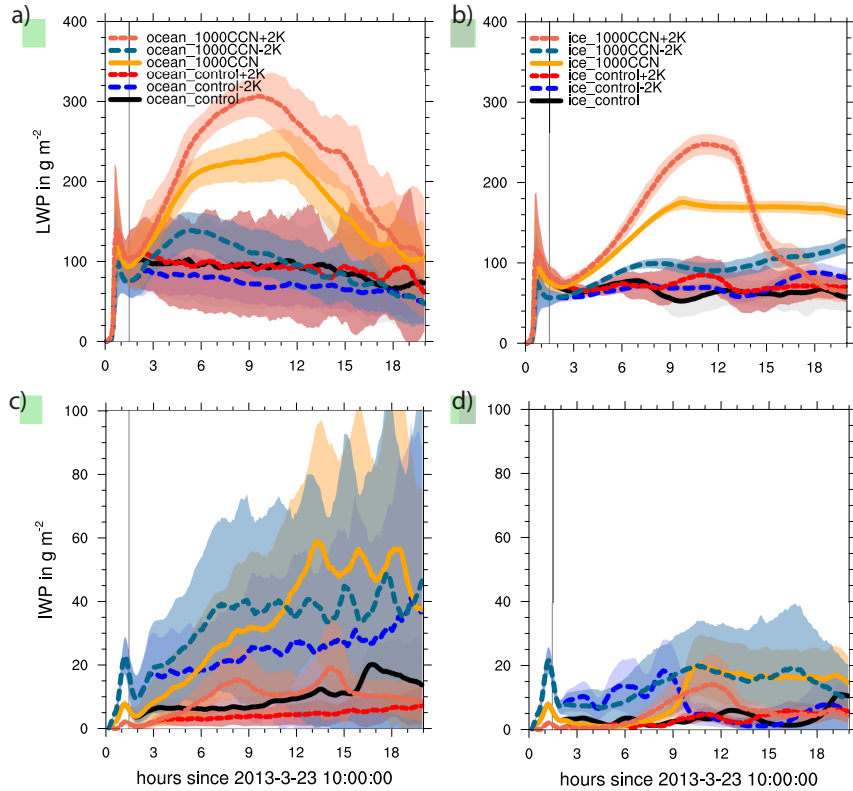 a)
b)
400
300
200
100
0
LWP in g m-2
ocean_1000CCN+2K
ocean_1000CCN-2K
ocean_1000CCN
ocean_control+2K
ocean_control-2K
ocean_control
0 3 6 9 12 15 18
400
300
200
100
0
ice_1000CCN+2K
ice_1000CCN-2K
ice_1000CCN
ice_control+2K
ice_control-2K
ice_control
0 3 6 9 12 15 18
c)
d)
100
80
60
40
20
0
IWP in g m-2
0 3 6 9 12 15 18
hours since 2013-3-23 10:00:00
100
80
60
40
20
0
0 3 6 9 12 15 18
hours since 2013-3-23 10:00:00